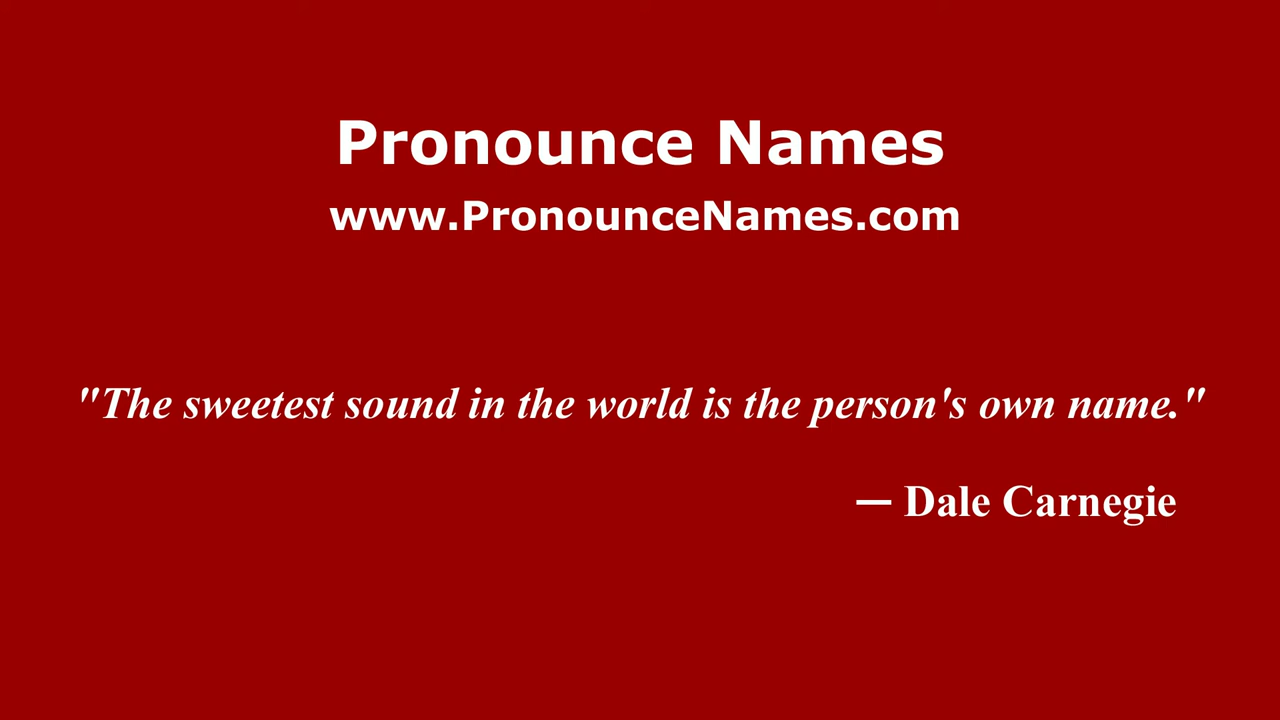 Pronounce Names
www.PronounceNames.com
"The sweetest sound in the world is the person's own name."
— Dale Carnegie